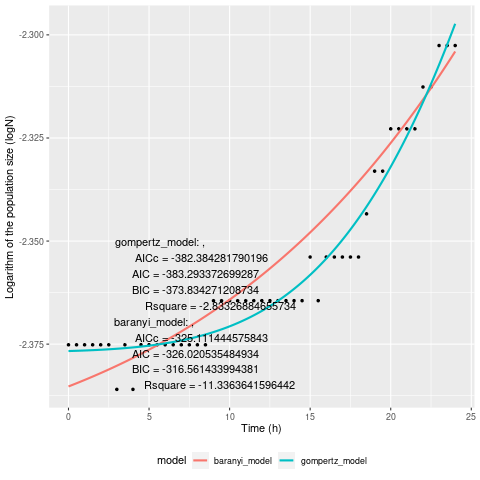 -2.300
-2.325
-2.350
-2.375
Logarithm of the population size (logN)
gompertz_model: ,
AICc = -382.384281790196
AIC = -383.293372699287
BIC = -373.834271208734
Rsquare = -2.83326884665734
baranyi_model: ,
AICc = -325.111444575843
AIC = -326.020535484934
BIC = -316.561433994381
Rsquare = -11.3363641596442
0 5 10 15 20 25
Time (h)
model baranyi_model gompertz_model